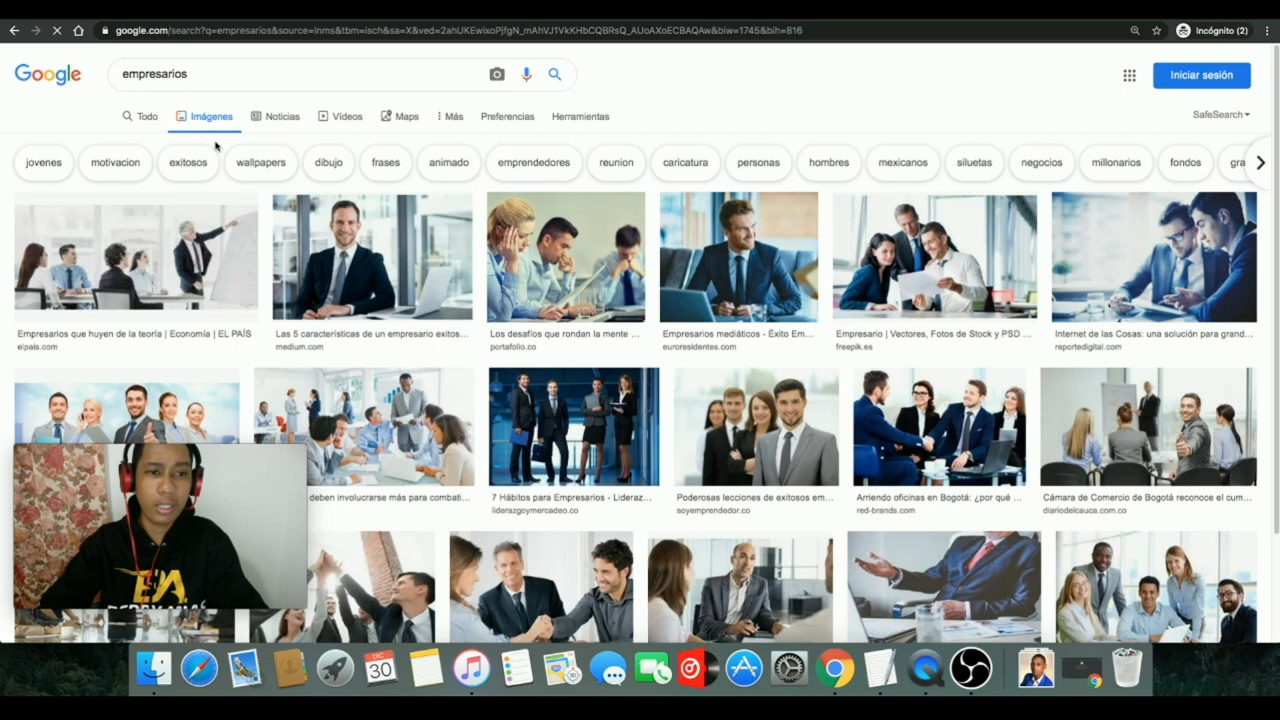 google.com/search?q=empresarios&source=lnms&tbm=isch&sa=X&ved=2ahUKEwixoPjfgN_mAhVJ1VkKHbCQBRsQ_AUoAXoECBAQAw&biw=1745&bih=816
Incógnito (2)
Google
empresarios
Iniciar sesión
Todo
Imágenes
Noticias
Vídeos
Maps
Más
Preferencias
Herramientas
SafeSearch
jovenes
motivacion
exitosos
wallpapers
dibujo
frases
animado
emprendedores
reunion
caricatura
personas
hombres
mexicanos
siluetas
negocios
millonarios
fondos
gra
Empresarios que huyen de la teoría | Economía | EL PAÍS
elpais.com
Las 5 características de un empresario exitos...
medium.com
Los desafíos que rondan la mente ...
portafolio.co
Empresarios mediáticos - Éxito Em...
euroresidentes.com
Empresario | Vectores, Fotos de Stock y PSD ...
freepik.es
Internet de las Cosas: una solución para grand...
reportedigital.com
deben involucrarse más para combati...
7 Hábitos para Empresarios - Lideraz...
liderazgoymercadeo.co
Poderosas lecciones de exitosos em...
soyemprendedor.co
Arriendo oficinas en Bogotá: ¿por qué ...
red-brands.com
Cámara de Comercio de Bogotá reconoce el cum...
diariodelcauca.com.co
EA
DIC
30